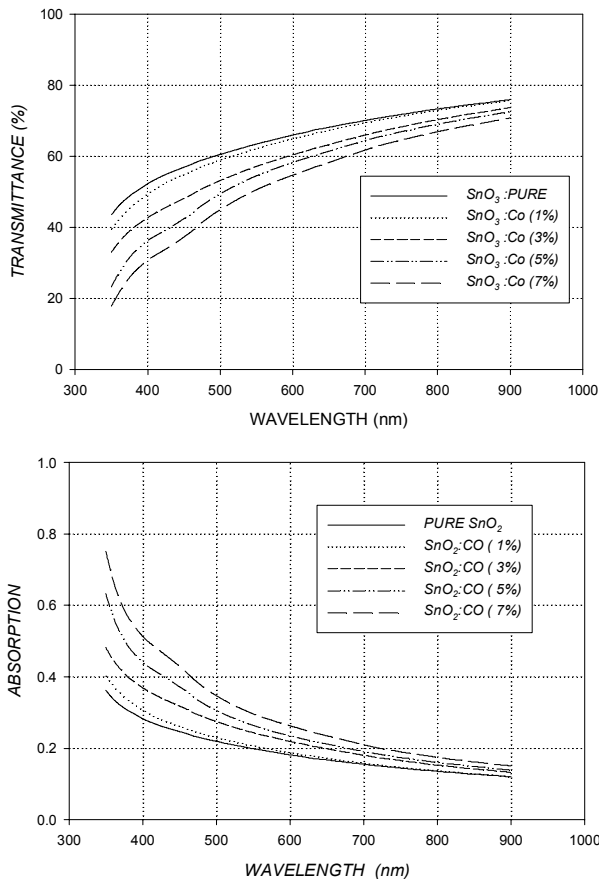 100
80
60
40
20
0
TRANSMITTANCE (%)
SnO3 :PURE
SnO3 :Co (1%)
SnO3 :Co (3%)
SnO3 :Co (5%)
SnO3 :Co (7%)
300 400 500 600 700 800 900 1000
WAVELENGTH (nm)
1.0
0.8
0.6
0.4
0.2
0.0
ABSORPTION
PURE SnO2
SnO2:CO ( 1%)
SnO2:CO ( 3%)
SnO2:CO ( 5%)
SnO2:CO ( 7%)
300 400 500 600 700 800 900 1000
WAVELENGTH (nm)